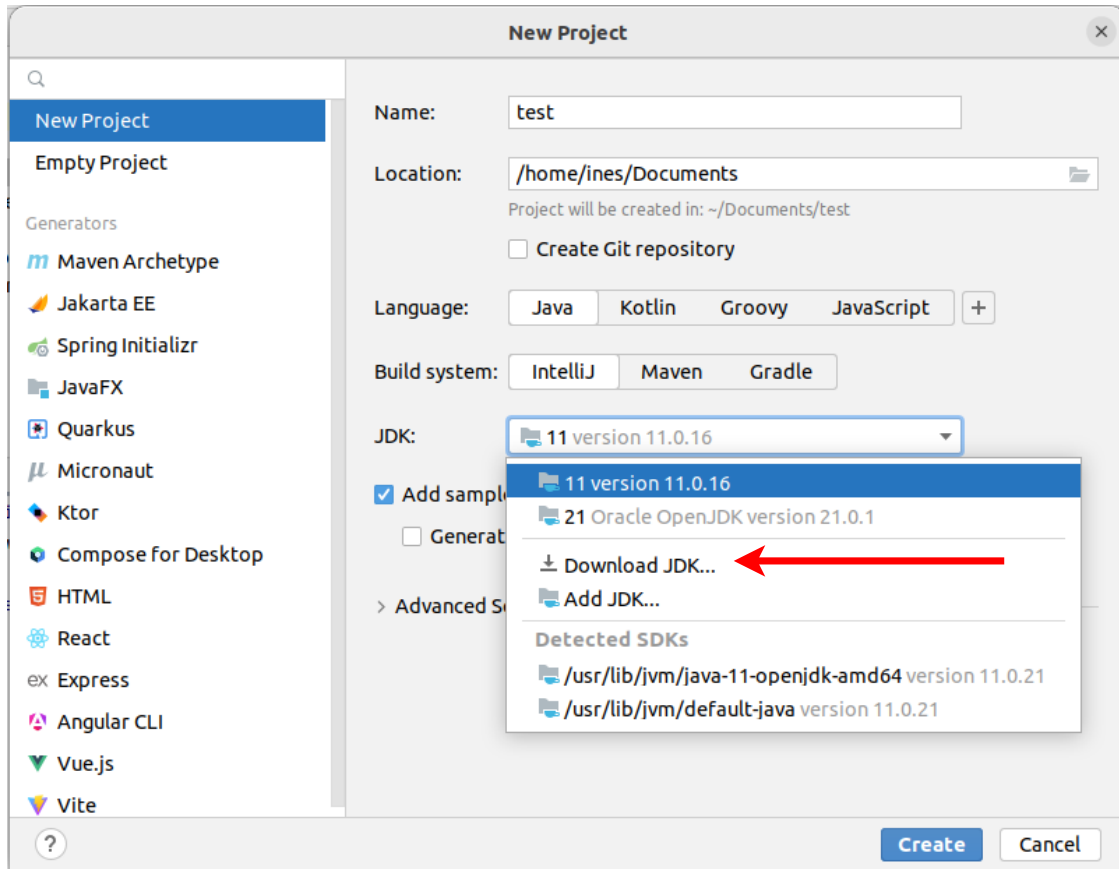 New Project
New Project
Empty Project
Generators
Maven Archetype
Jakarta EE
Spring Initializr
JavaFX
Quarkus
Micronaut
Ktor
Compose for Desktop
HTML
React
ex Express
Angular CLI
Vue.js
Vite
?
Name: test
Location: /home/ines/Documents
Project will be created in: ~/Documents/test
Create Git repository
Language: Java Kotlin Groovy JavaScript +
Build system: IntelliJ Maven Gradle
JDK: 11 version 11.0.16
Add sampl
Generat
Advanced S
11 version 11.0.16
21 Oracle OpenJDK version 21.0.1
Download JDK...
Add JDK...
Detected SDKs
/usr/lib/jvm/java-11-openjdk-amd64 version 11.0.21
/usr/lib/jvm/default-java version 11.0.21
Create Cancel